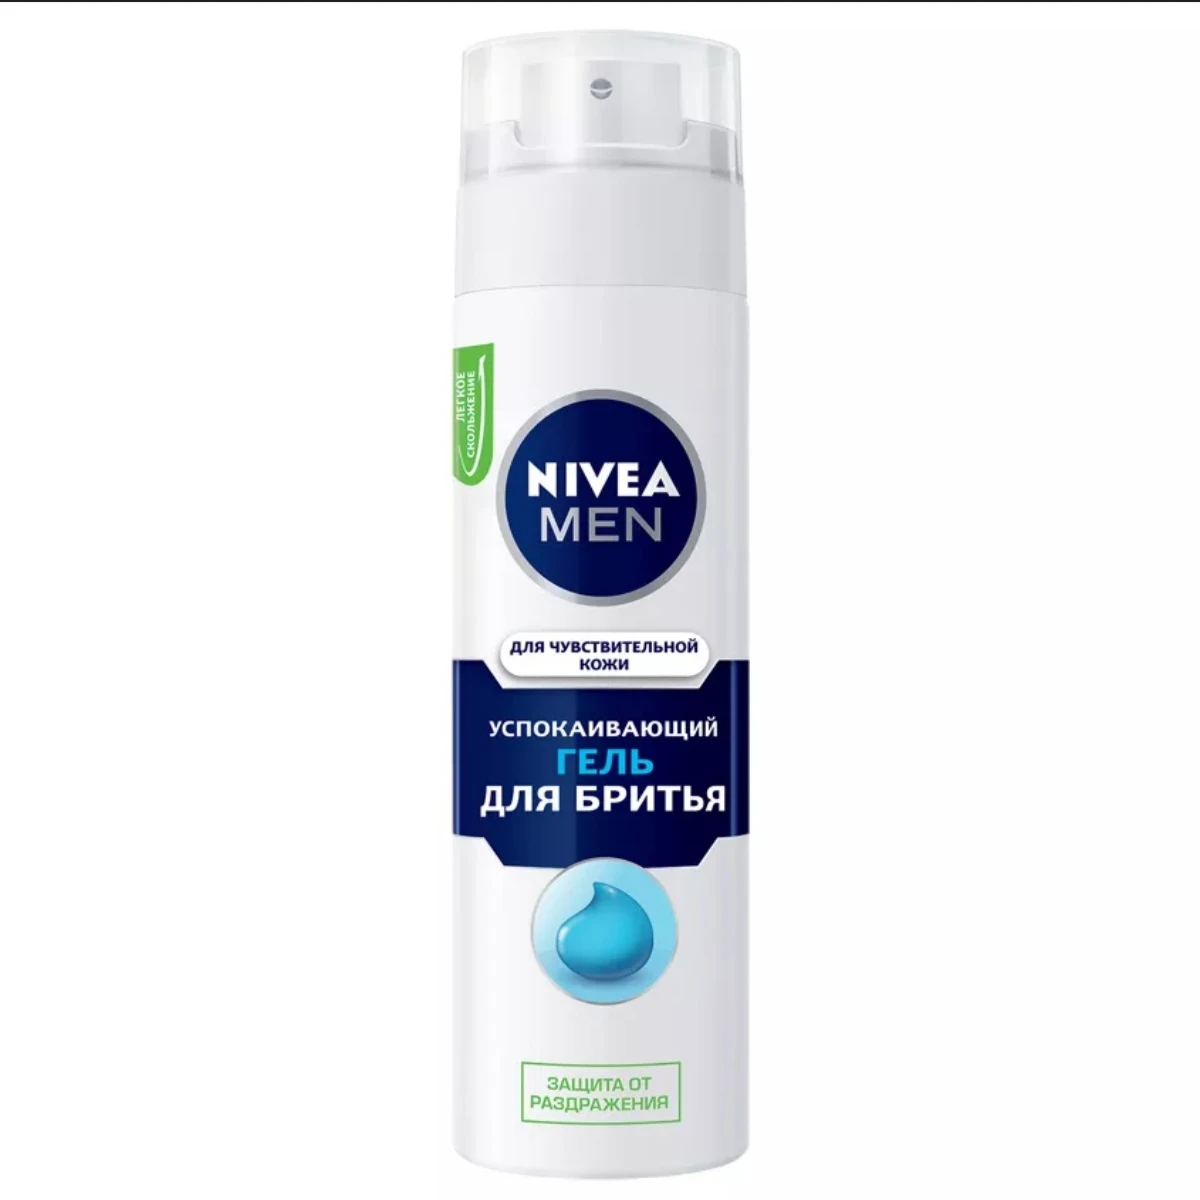 ЛЕГКОЕ
СКОЛЬЖЕНИЕ
NIVEA
MEN
ДЛЯ ЧУВСТВИТЕЛЬНОЙ
КОЖИ
УСПОКАИВАЮЩИЙ
ГЕЛЬ
ДЛЯ БРИТЬЯ
ЗАЩИТА ОТ
РАЗДРАЖЕНИЯ